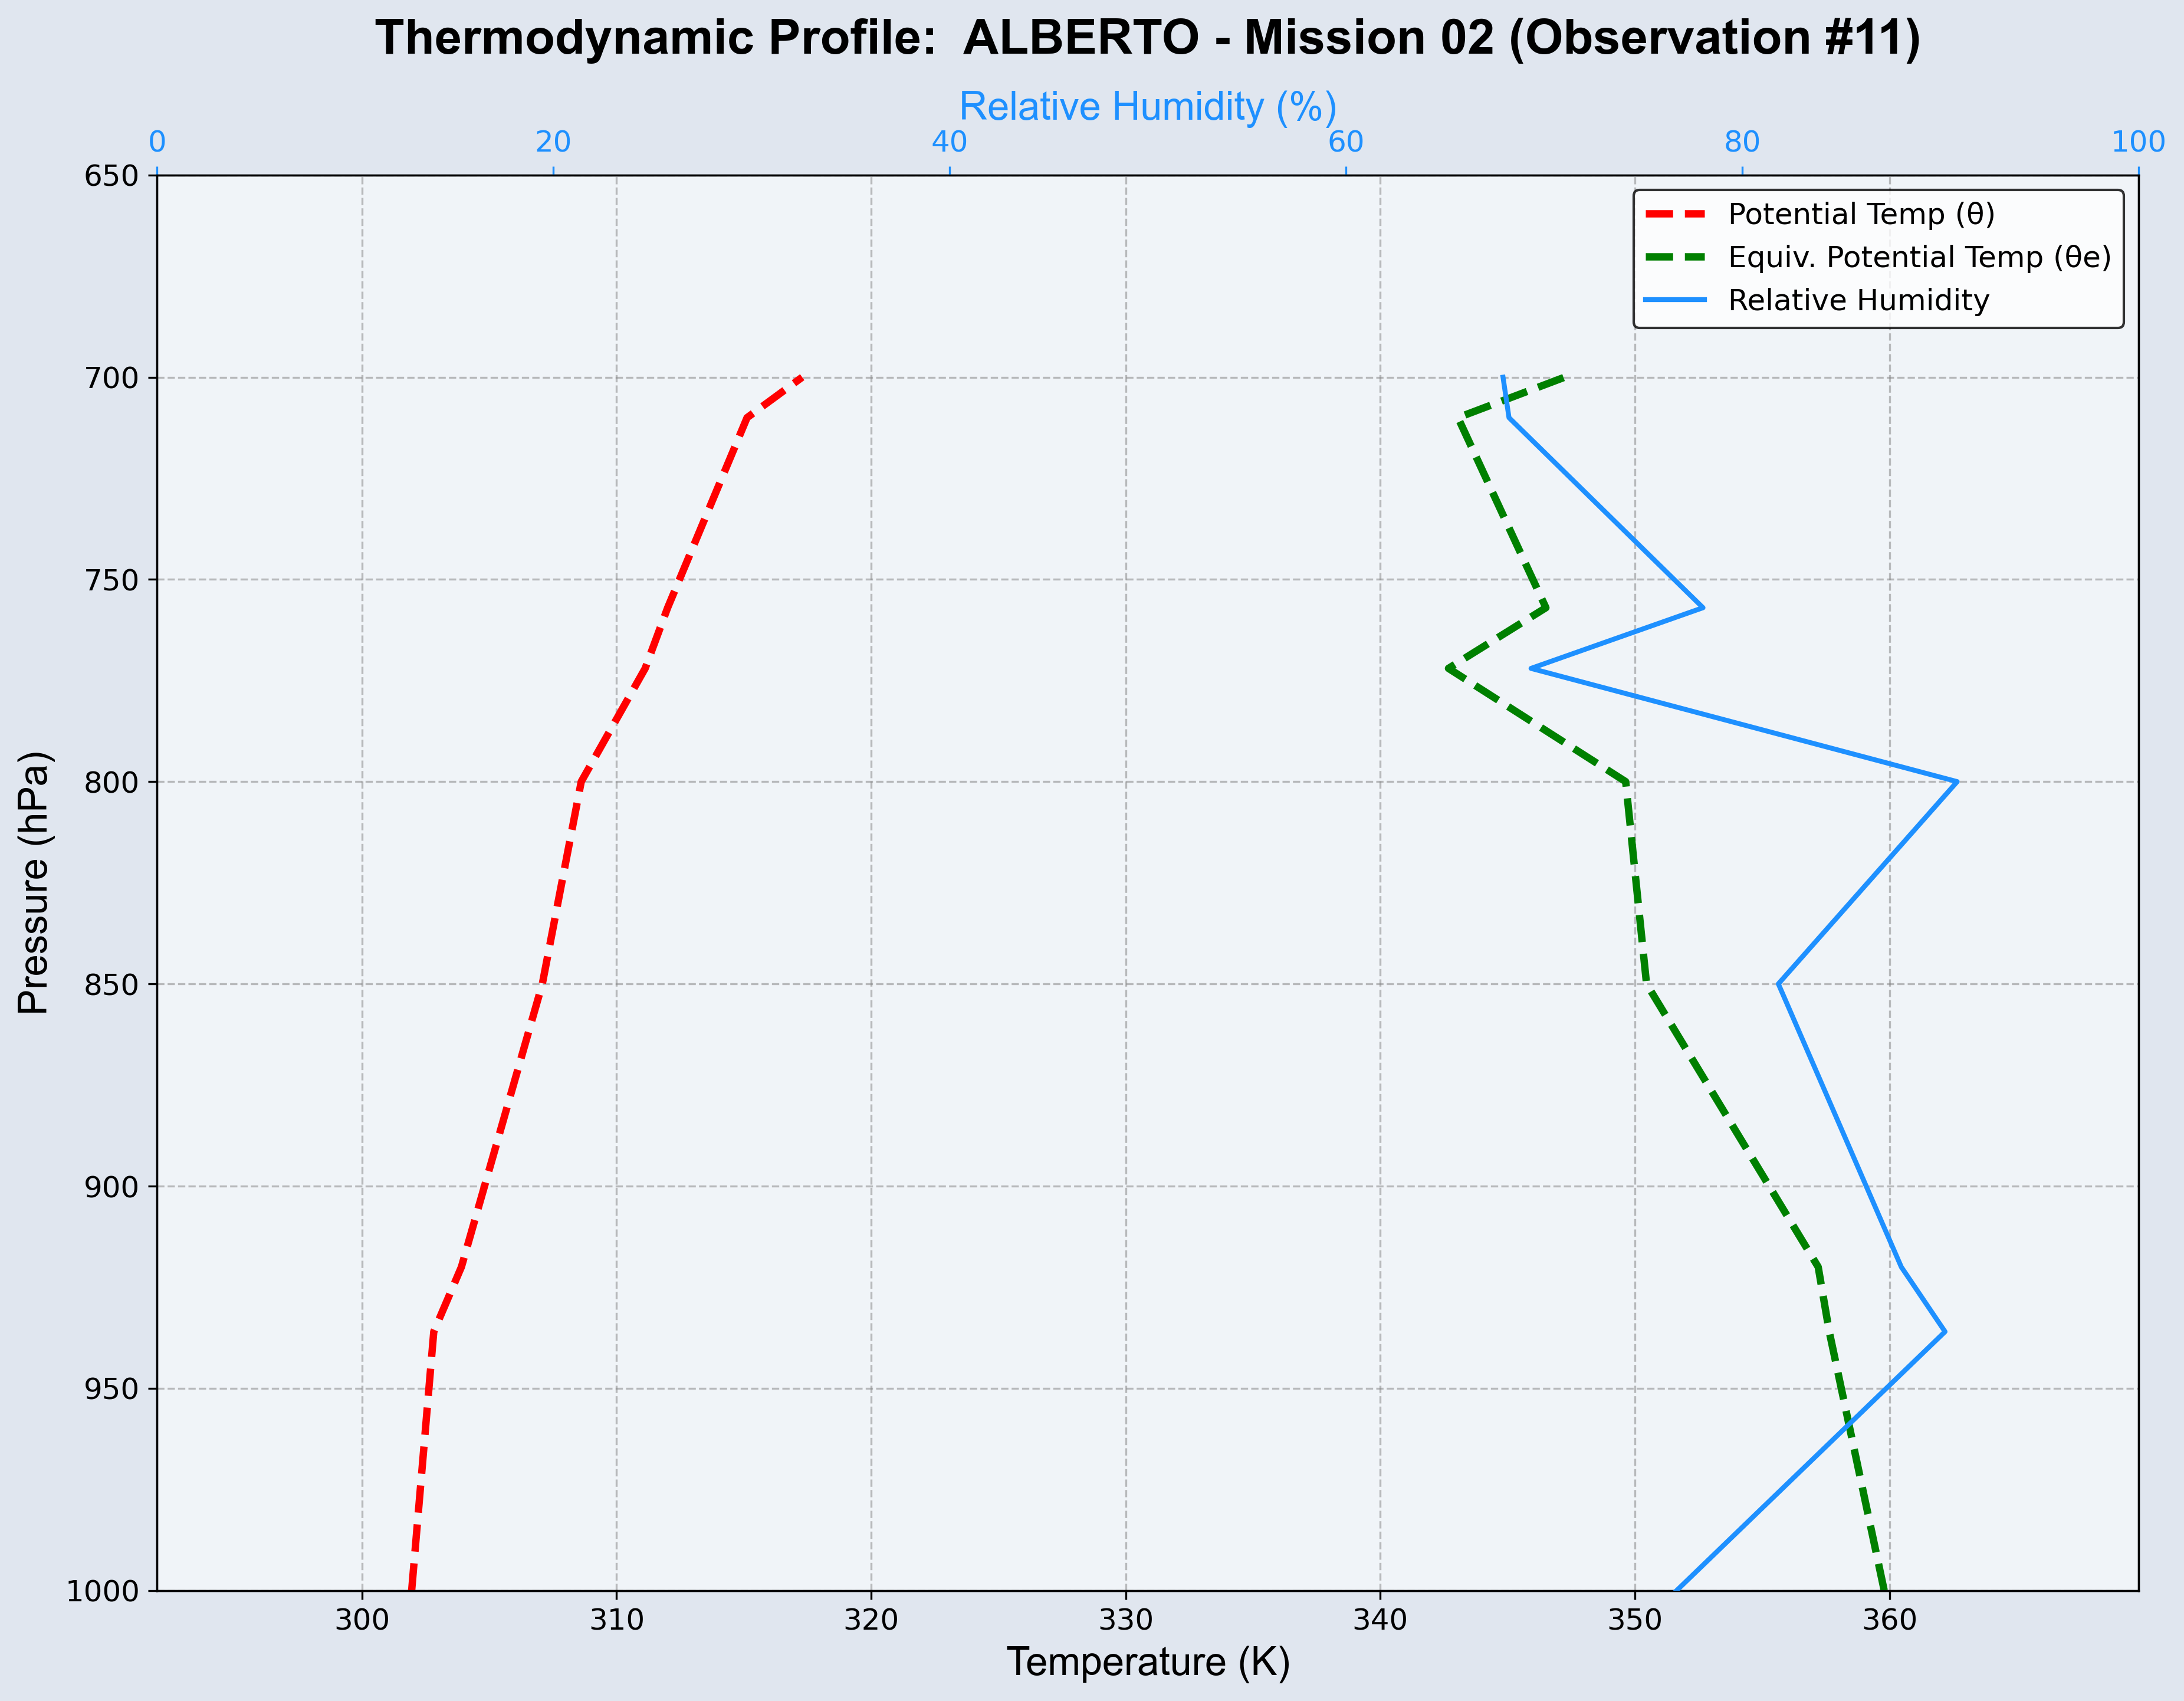 Thermodynamic Profile:  ALBERTO - Mission 02 (Observation #11)
Relative Humidity (%)
0 20 40 60 80 100
Potential Temp (θ)
Equiv. Potential Temp (θe)
Relative Humidity
Pressure (hPa)
650
700
750
800
850
900
950
1000
300 310 320 330 340 350 360
Temperature (K)